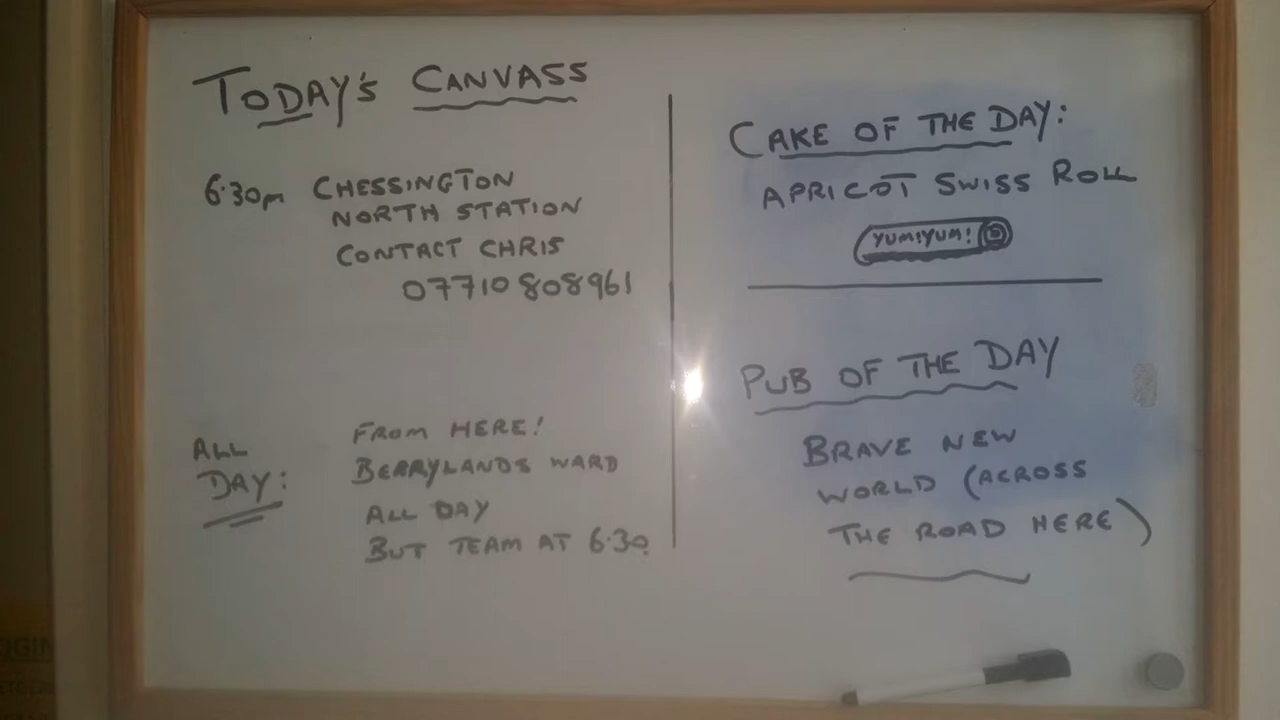 TODAY'S CANVASS
6.30pm CHESSINGTON
NORTH STATION
CONTACT CHRIS
07710 808961
ALL
DAY:
FROM HERE!
BERRYLANDS WARD
ALL DAY
BUT TEAM AT 6.30
CAKE OF THE DAY:
APRICOT SWISS ROLL
YUM!YUM!
PUB OF THE DAY
BRAVE NEW
WORLD (ACROSS
THE ROAD HERE)